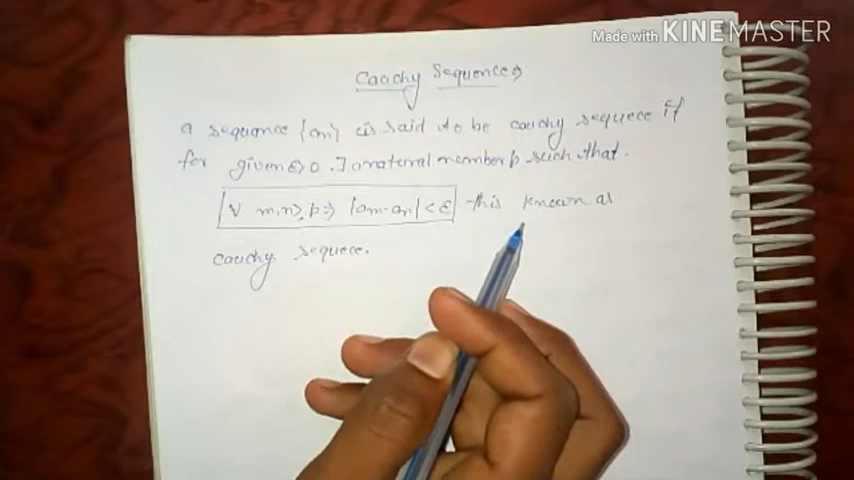 Made with KINEMASTER
Cauchy Sequence
a sequance {an} is said to be cauchy sequece if
for given ε>0 ∃ a natural number p such that.
∀ m,n≥p ⇒ |am-an|<ε this known as
cauchy sequece.